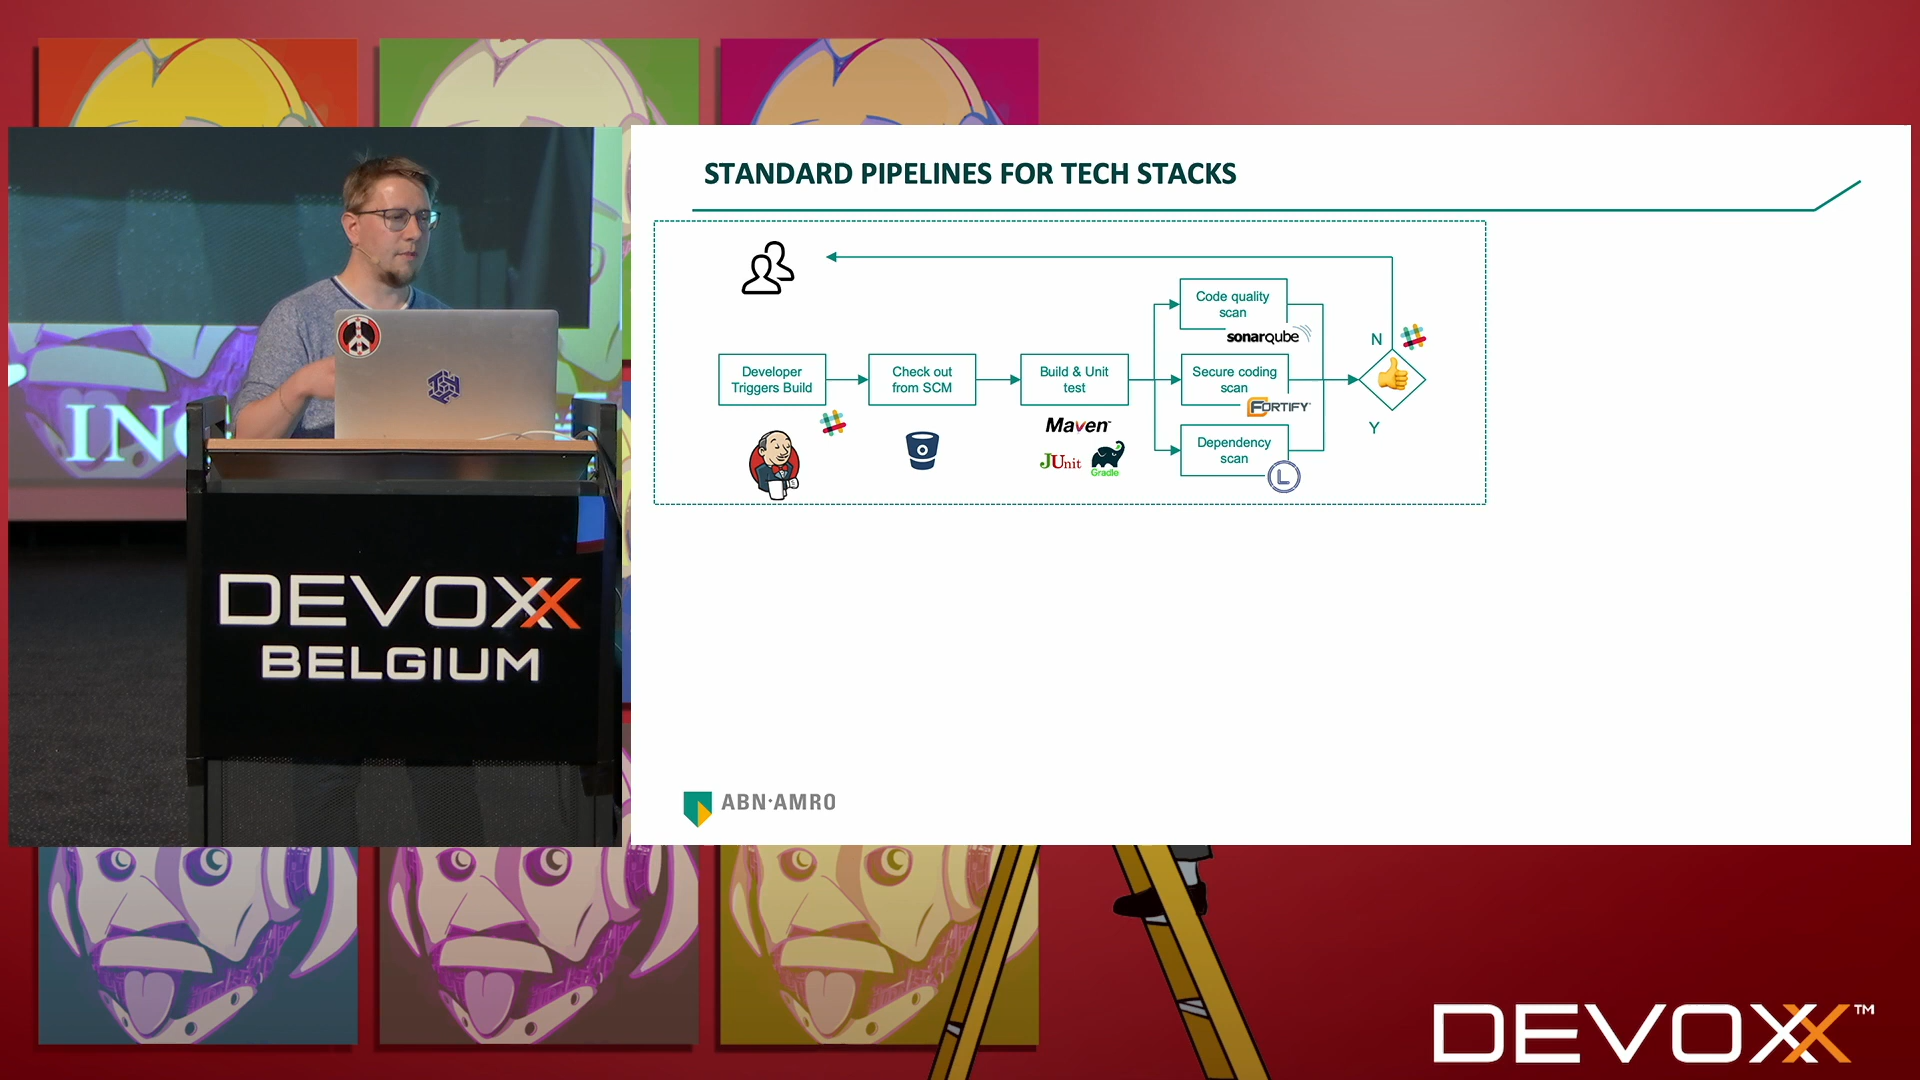 STANDARD PIPELINES FOR TECH STACKS
Code quality
scan
sonarqube
N
Developer
Triggers Build
Check out
from SCM
Build & Unit
test
Secure coding
scan
FORTIFY
Y
Maven
JUnit
Gradle
Dependency
scan
L
ABN·AMRO
DEVOXX
BELGIUM
DEVOXX™